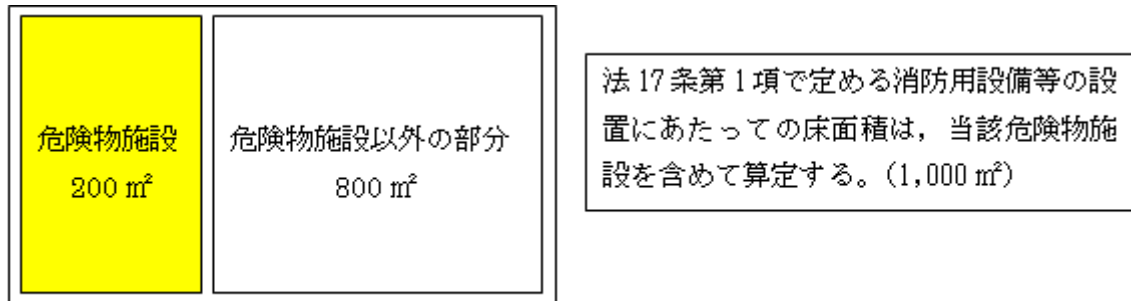 危険物施設
200 ㎡
危険物施設以外の部分
800 ㎡
法 17 条第 1 項で定める消防用設備等の設
置にあたっての床面積は，当該危険物施
設を含めて算定する。(1,000 ㎡)